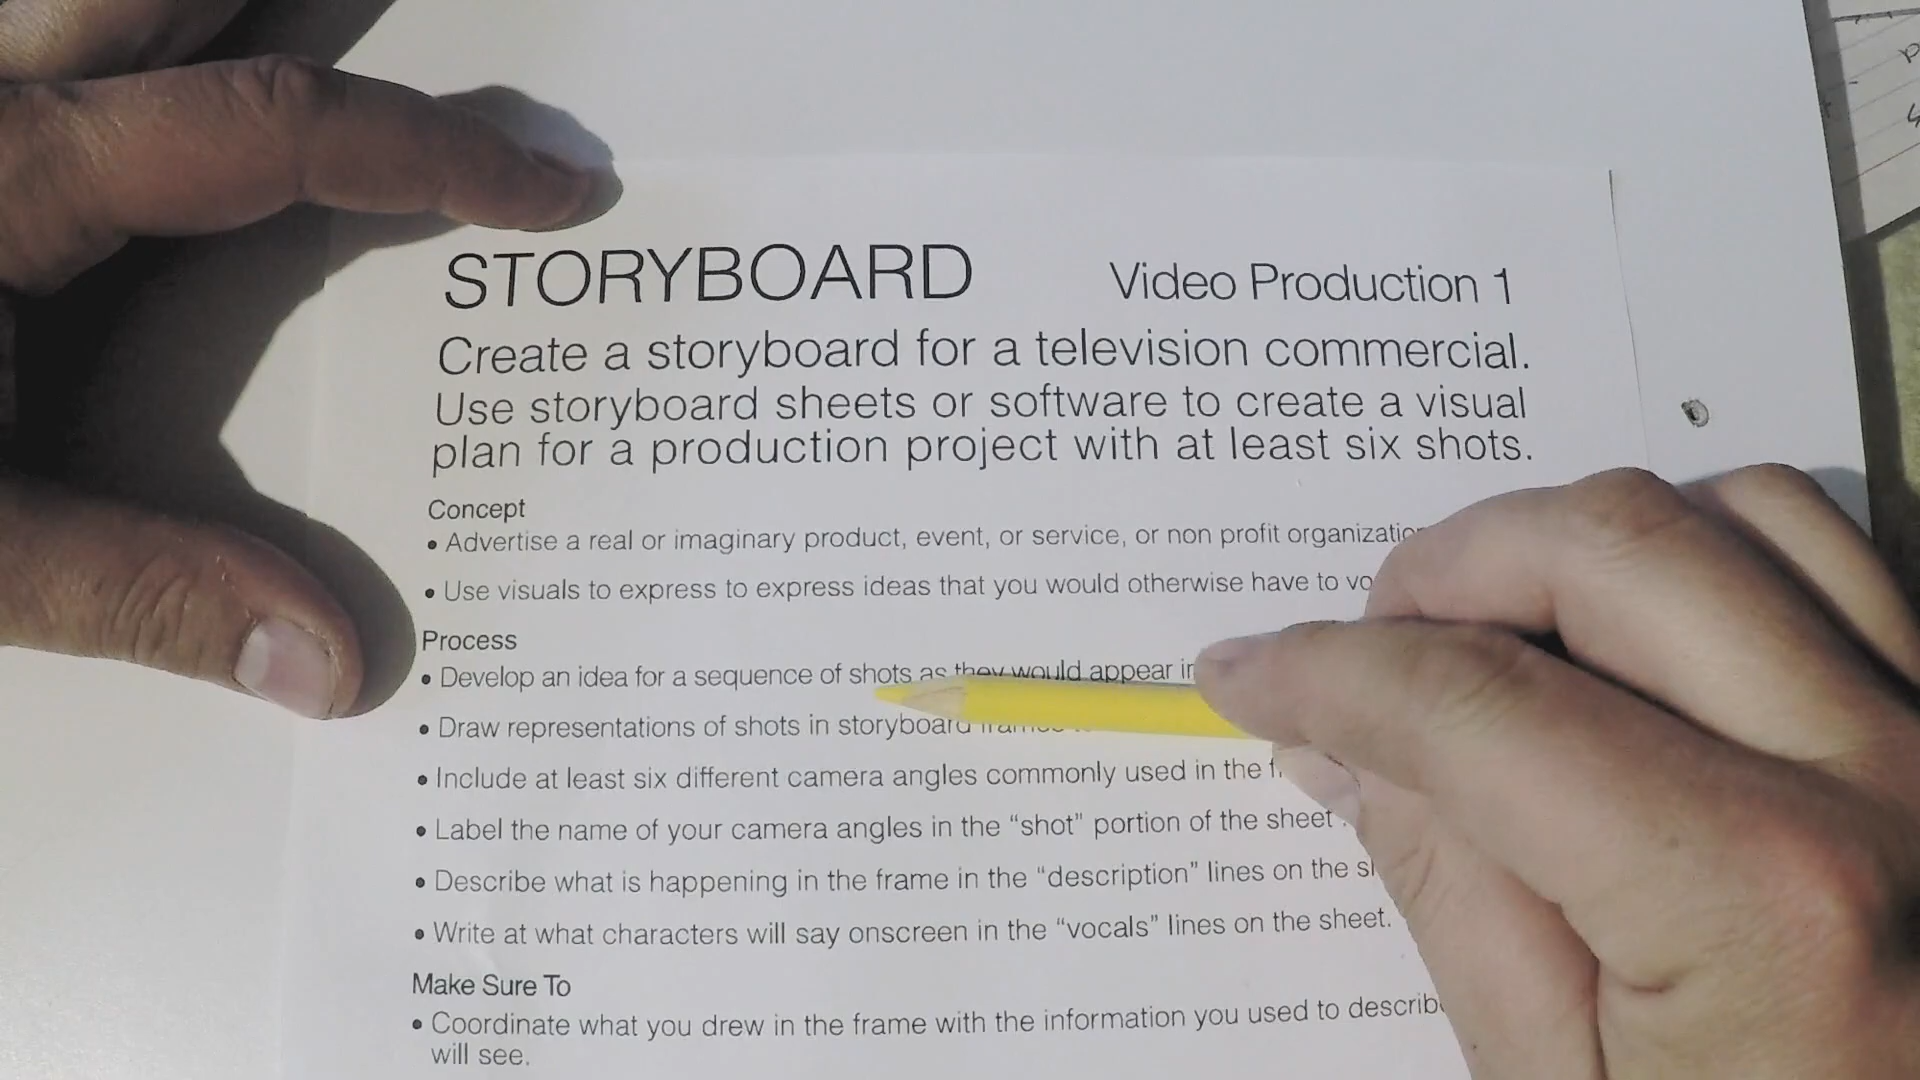 STORYBOARD Video Production 1
Create a storyboard for a television commercial.
Use storyboard sheets or software to create a visual
plan for a production project with at least six shots.
Concept
• Advertise a real or imaginary product, event, or service, or non profit
• Use visuals to express to express ideas that you would otherwise have to
Process
• Develop an idea for a sequence of shots as they would appear
• Draw representations of shots in storyboard
• Include at least six different camera angles commonly used in the
• Label the name of your camera angles in the “shot” portion of the sheet
• Describe what is happening in the frame in the “description” lines on the
• Write at what characters will say onscreen in the “vocals” lines on the sheet.
Make Sure To
• Coordinate what you drew in the frame with the information you used to
will see.